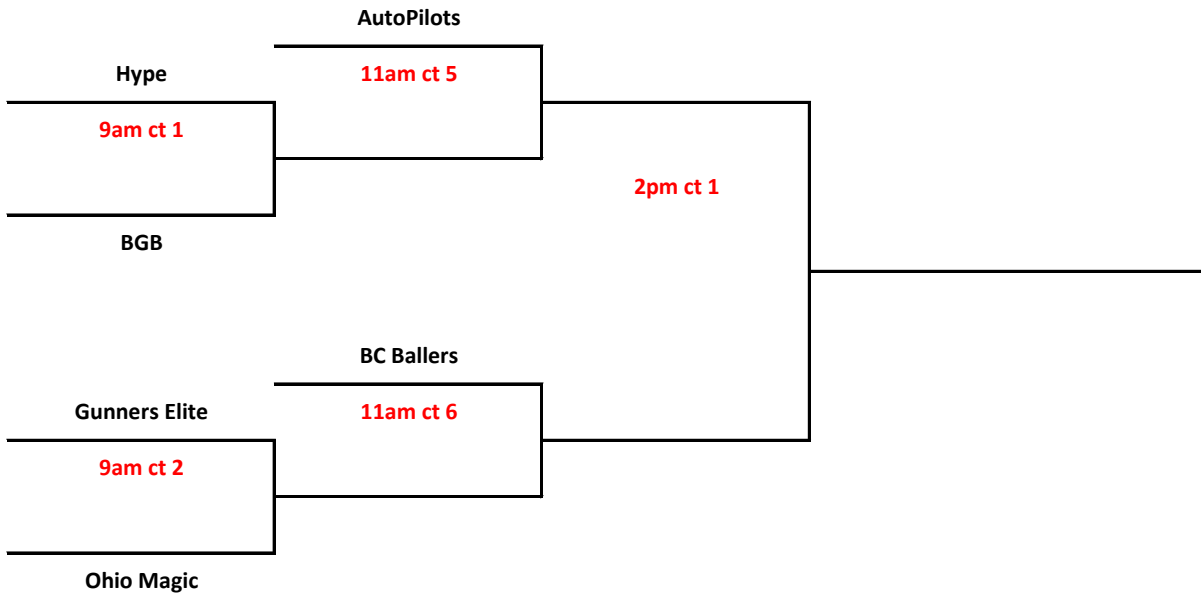 AutoPilots
Hype
11am ct 5
9am ct 1
2pm ct 1
BGB
BC Ballers
Gunners Elite
11am ct 6
9am ct 2
Ohio Magic